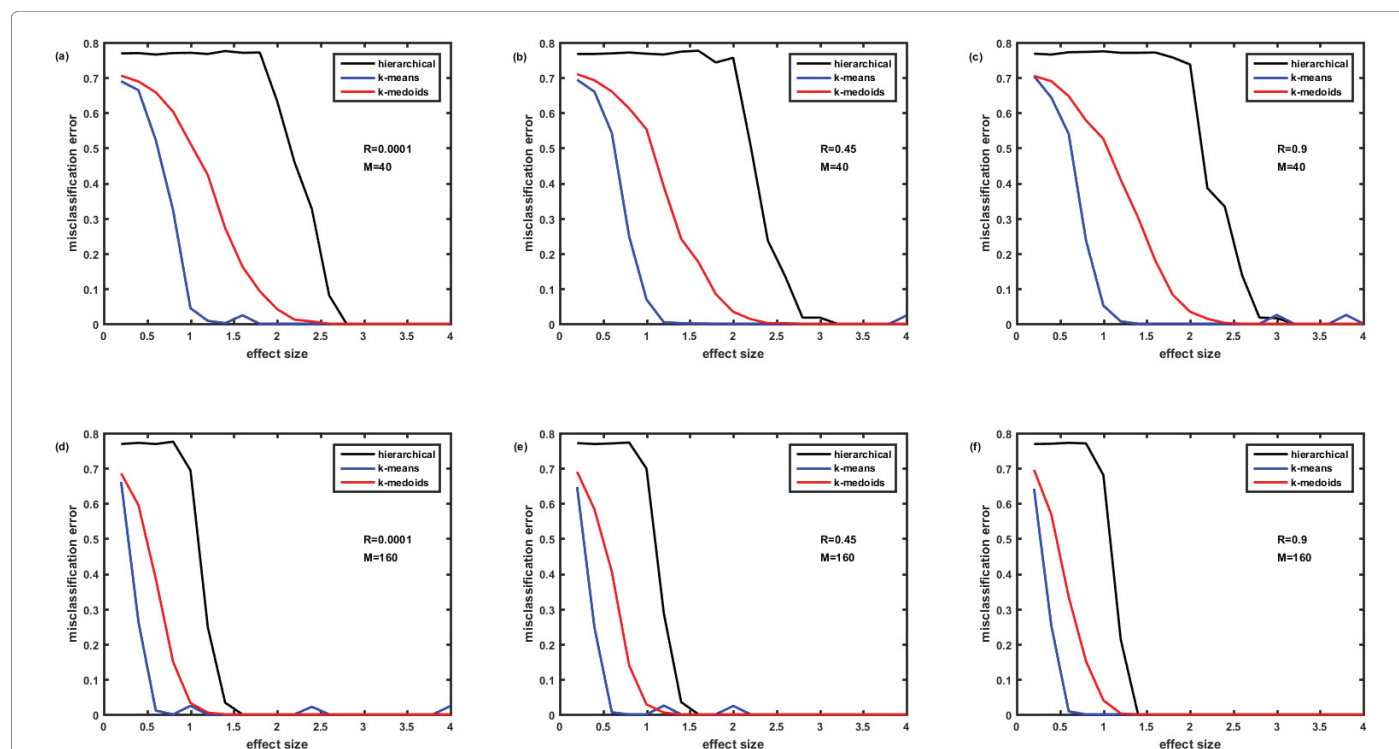 (a)
0.8
0.7
0.6
0.5
0.4
0.3
0.2
0.1
0
misclassification error
hierarchical
k-means
k-medoids
R=0.0001
M=40
0 0.5 1 1.5 2 2.5 3 3.5 4
effect size
(b)
0.8
0.7
0.6
0.5
0.4
0.3
0.2
0.1
0
misclassification error
hierarchical
k-means
k-medoids
R=0.45
M=40
0 0.5 1 1.5 2 2.5 3 3.5 4
effect size
(c)
0.8
0.7
0.6
0.5
0.4
0.3
0.2
0.1
0
misclassification error
hierarchical
k-means
k-medoids
R=0.9
M=40
0 0.5 1 1.5 2 2.5 3 3.5 4
effect size
(d)
0.8
0.7
0.6
0.5
0.4
0.3
0.2
0.1
0
misclassification error
hierarchical
k-means
k-medoids
R=0.0001
M=160
0 0.5 1 1.5 2 2.5 3 3.5 4
effect size
(e)
0.8
0.7
0.6
0.5
0.4
0.3
0.2
0.1
0
misclassification error
hierarchical
k-means
k-medoids
R=0.45
M=160
0 0.5 1 1.5 2 2.5 3 3.5 4
effect size
(f)
0.8
0.7
0.6
0.5
0.4
0.3
0.2
0.1
0
misclassification error
hierarchical
k-means
k-medoids
R=0.9
M=160
0 0.5 1 1.5 2 2.5 3 3.5 4
effect size